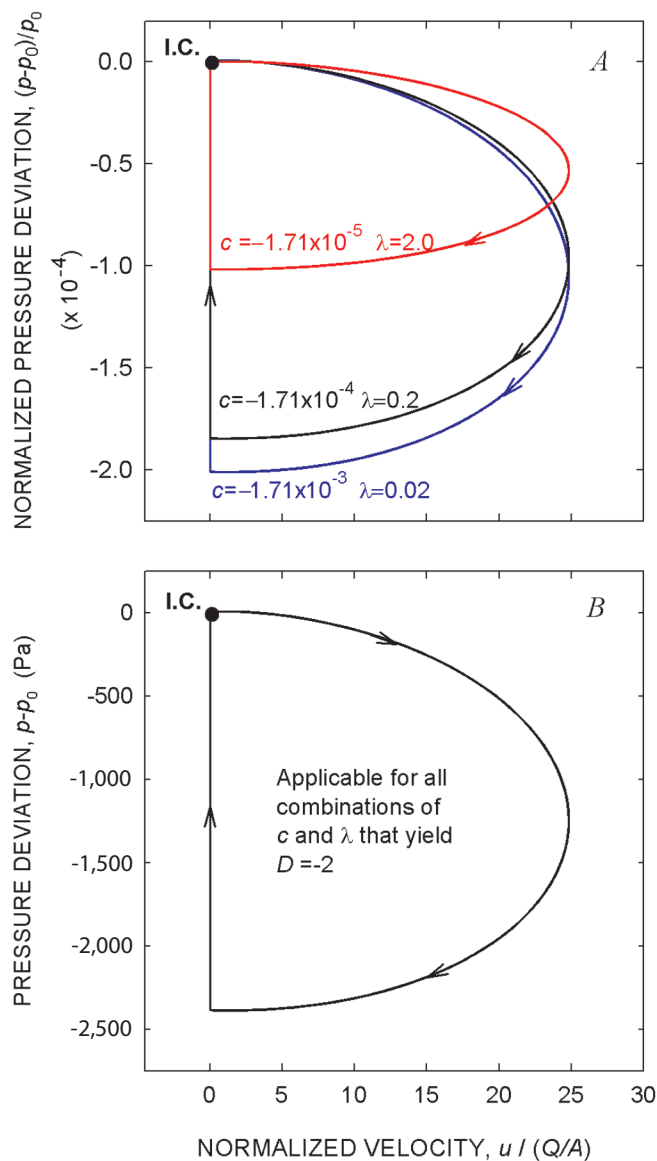 I.C.
A
0.0
-0.5
-1.0
-1.5
-2.0
NORMALIZED PRESSURE DEVIATION, (p-p₀)/p₀
(x 10⁻⁴)
c=–1.71x10⁻⁵ λ=2.0
c=–1.71x10⁻⁴ λ=0.2
c=–1.71x10⁻³ λ=0.02
I.C.
B
0
-500
-1,000
-1,500
-2,000
-2,500
PRESSURE DEVIATION, p-p₀ (Pa)
Applicable for all
combinations of
c and λ that yield
D =-2
0 5 10 15 20 25 30
NORMALIZED VELOCITY, u / (Q/A)